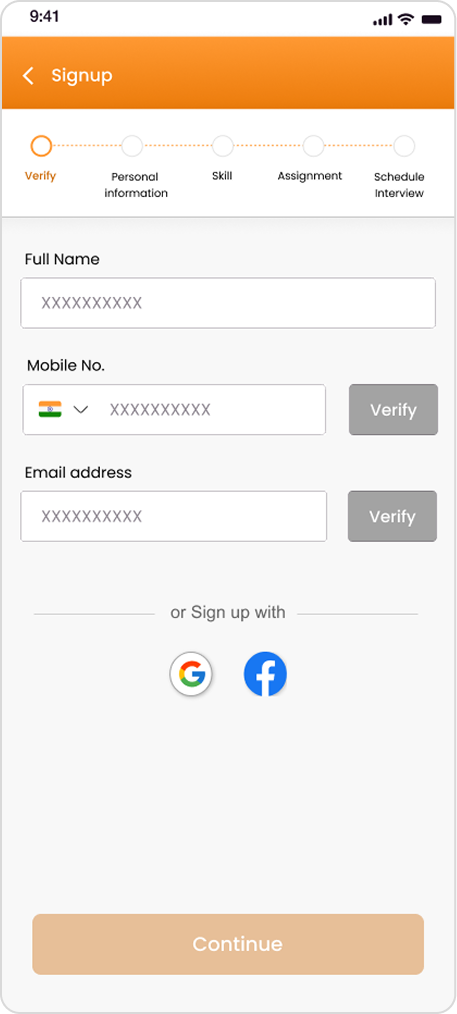 9:41
Signup
Verify
Personal
information
Skill
Assignment
Schedule
Interview
Full Name
XXXXXXXXXX
Mobile No.
XXXXXXXXXX
Verify
Email address
XXXXXXXXXX
Verify
or Sign up with
Continue